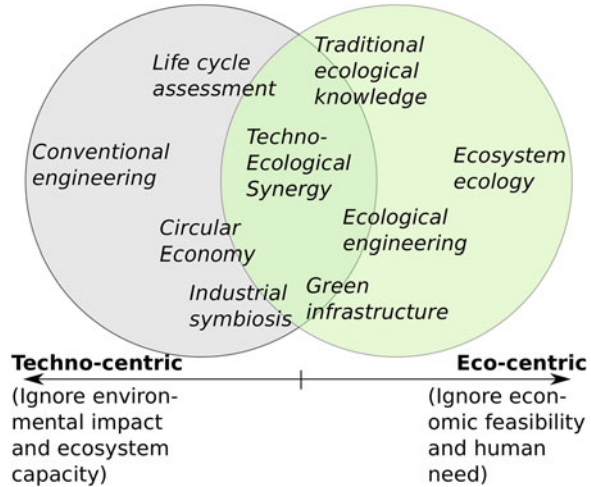 Life cycle
assessment
Traditional
ecological
knowledge
Conventional
engineering
Techno-
Ecological
Synergy
Ecosystem
ecology
Circular
Economy
Ecological
engineering
Industrial
symbiosis
Green
infrastructure
Techno-centric
(Ignore environ-
mental impact
and ecosystem
capacity)
Eco-centric
(Ignore econ-
omic feasibility
and human
need)